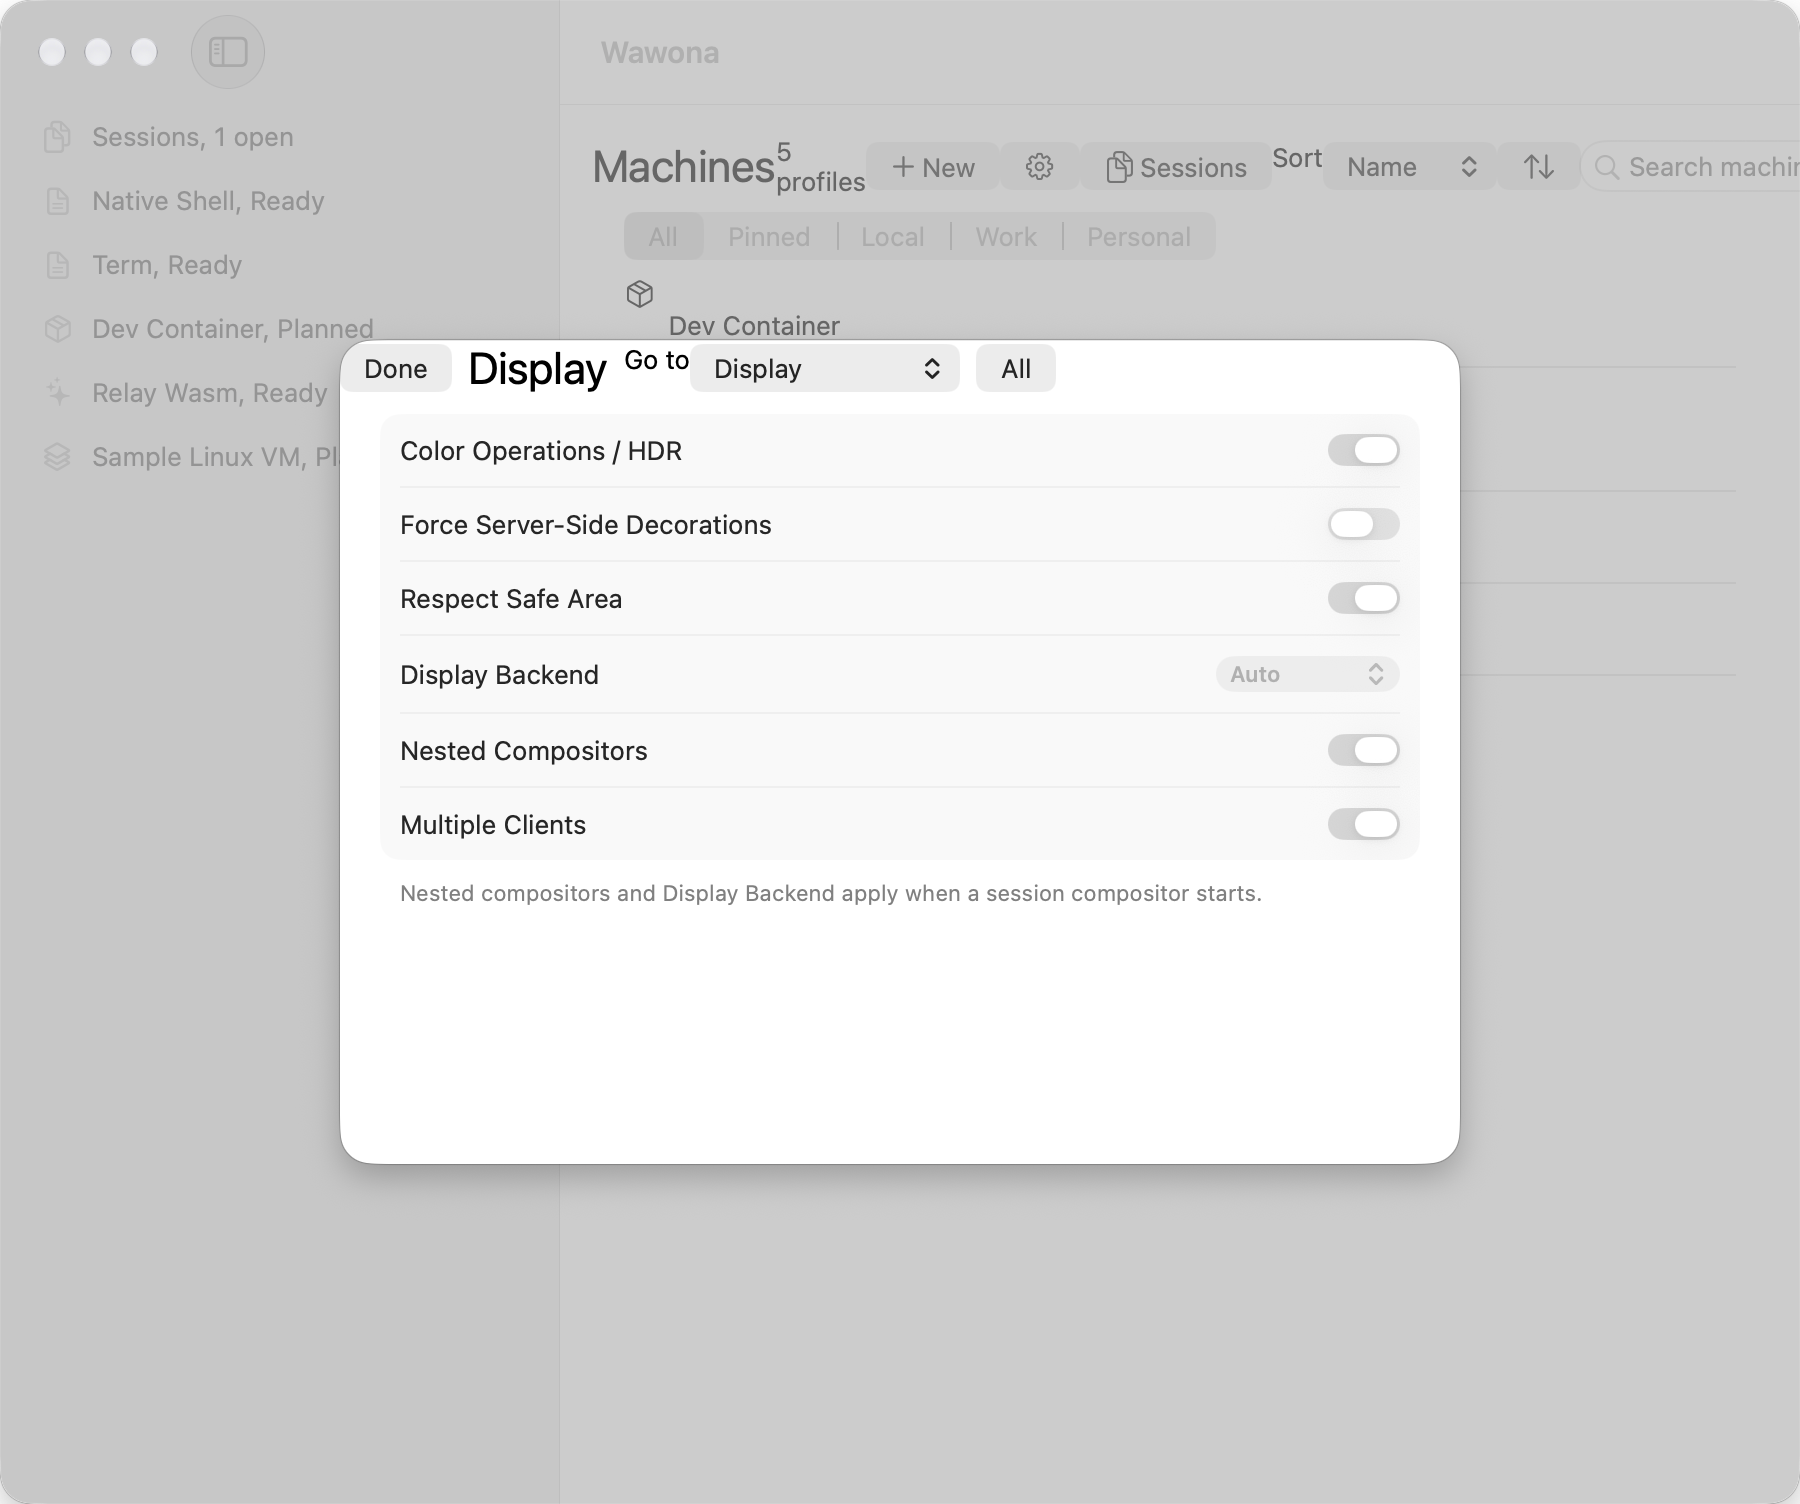 Wawona
Sessions, 1 open
Native Shell, Ready
Term, Ready
Dev Container, Planned
Relay Wasm, Ready
Sample Linux VM,
Machines
5 profiles
New
Sessions
Sort
Name
Search
All
Pinned
Local
Work
Personal
Dev Container
Done
Display
Go to
Display
All
Color Operations / HDR
Force Server-Side Decorations
Respect Safe Area
Display Backend
Auto
Nested Compositors
Multiple Clients
Nested compositors and Display Backend apply when a session compositor starts.